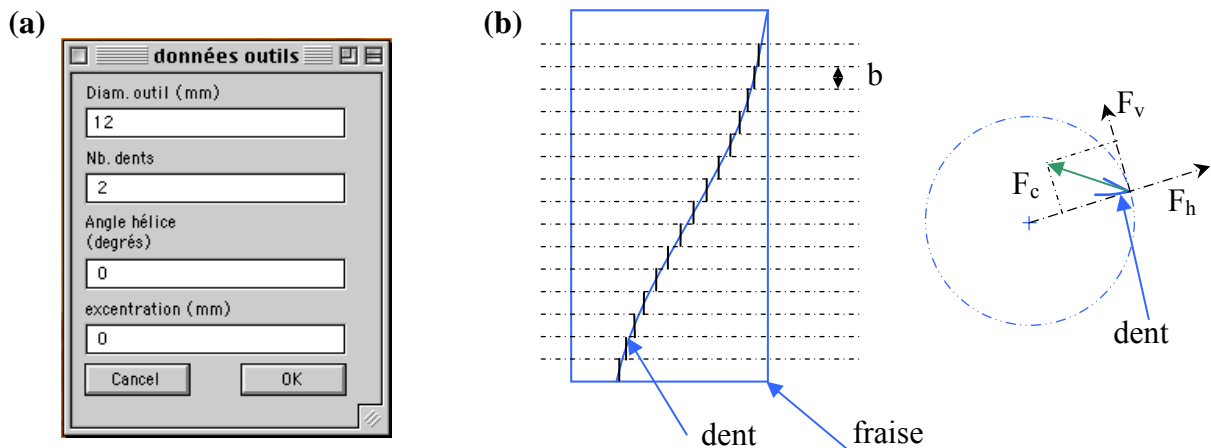 (a)
données outils
Diam. outil (mm)
12
Nb. dents
2
Angle hélice
(degrés)
0
excentration (mm)
0
Cancel
OK
(b)
b
dent
fraise
Fv
Fc
Fh
dent